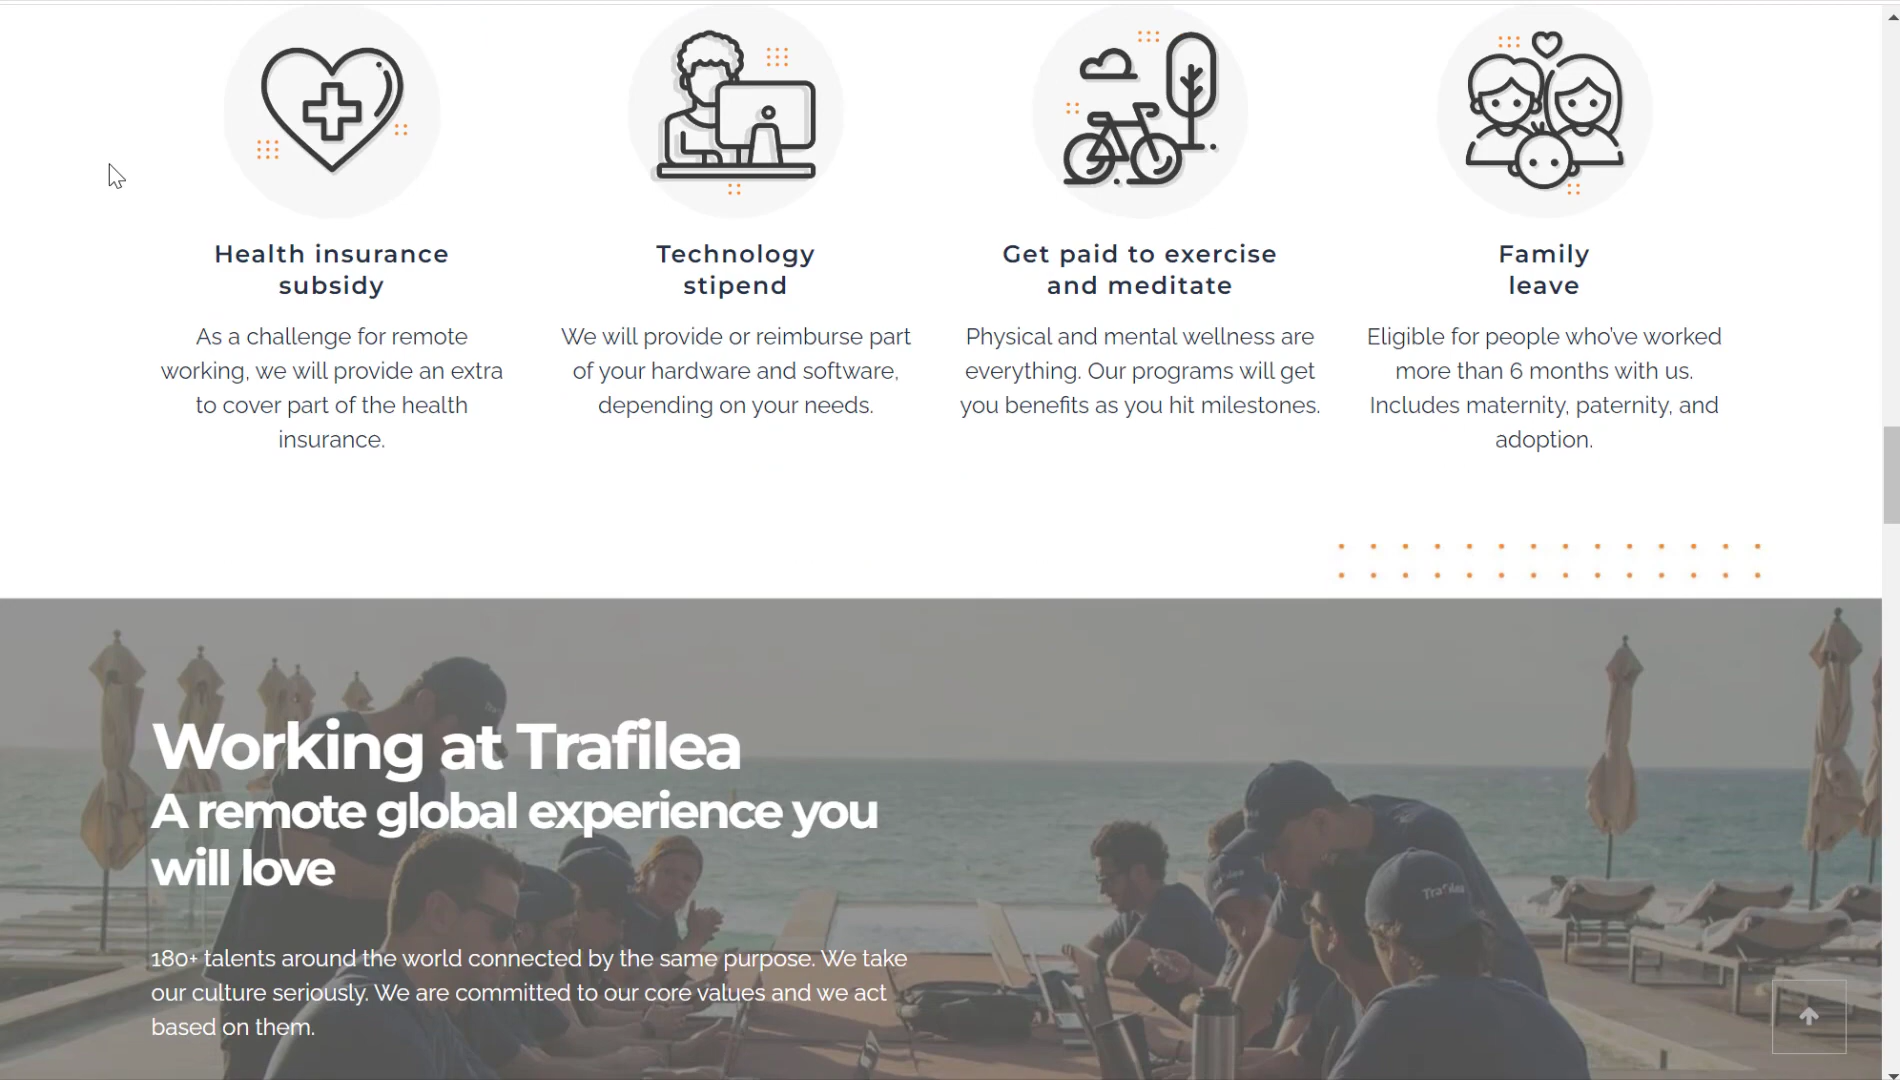 Health insurance
subsidy
As a challenge for remote
working, we will provide an extra
to cover part of the health
insurance.
Technology
stipend
We will provide or reimburse part
of your hardware and software,
depending on your needs.
Get paid to exercise
and meditate
Physical and mental wellness are
everything. Our programs will get
you benefits as you hit milestones.
Family
leave
Eligible for people who've worked
more than 6 months with us.
Includes maternity, paternity, and
adoption.
Working at Trafilea
A remote global experience you
will love
180+ talents around the world connected by the same purpose. We take
our culture seriously. We are committed to our core values and we act
based on them.
Trafilea